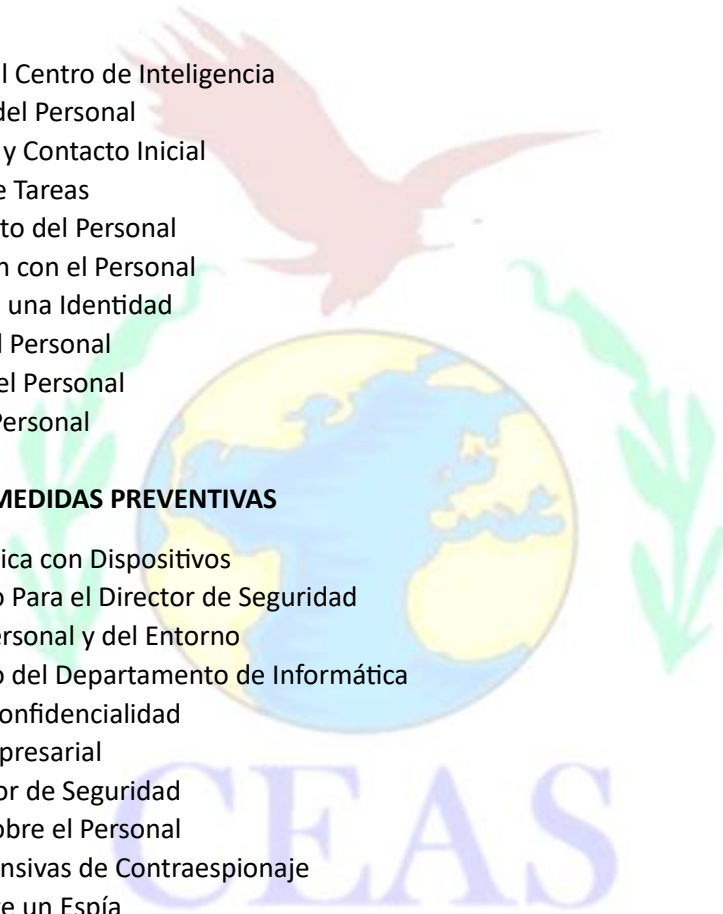 l Centro de Inteligencia
del Personal
y Contacto Inicial
e Tareas
to del Personal
n con el Personal
una Identidad
l Personal
el Personal
Personal
MEDIDAS PREVENTIVAS
ica con Dispositivos
o Para el Director de Seguridad
ersonal y del Entorno
o del Departamento de Informática
onfidencialidad
presarial
or de Seguridad
obre el Personal
nsivas de Contraespionaje
e un Espía
CEAS